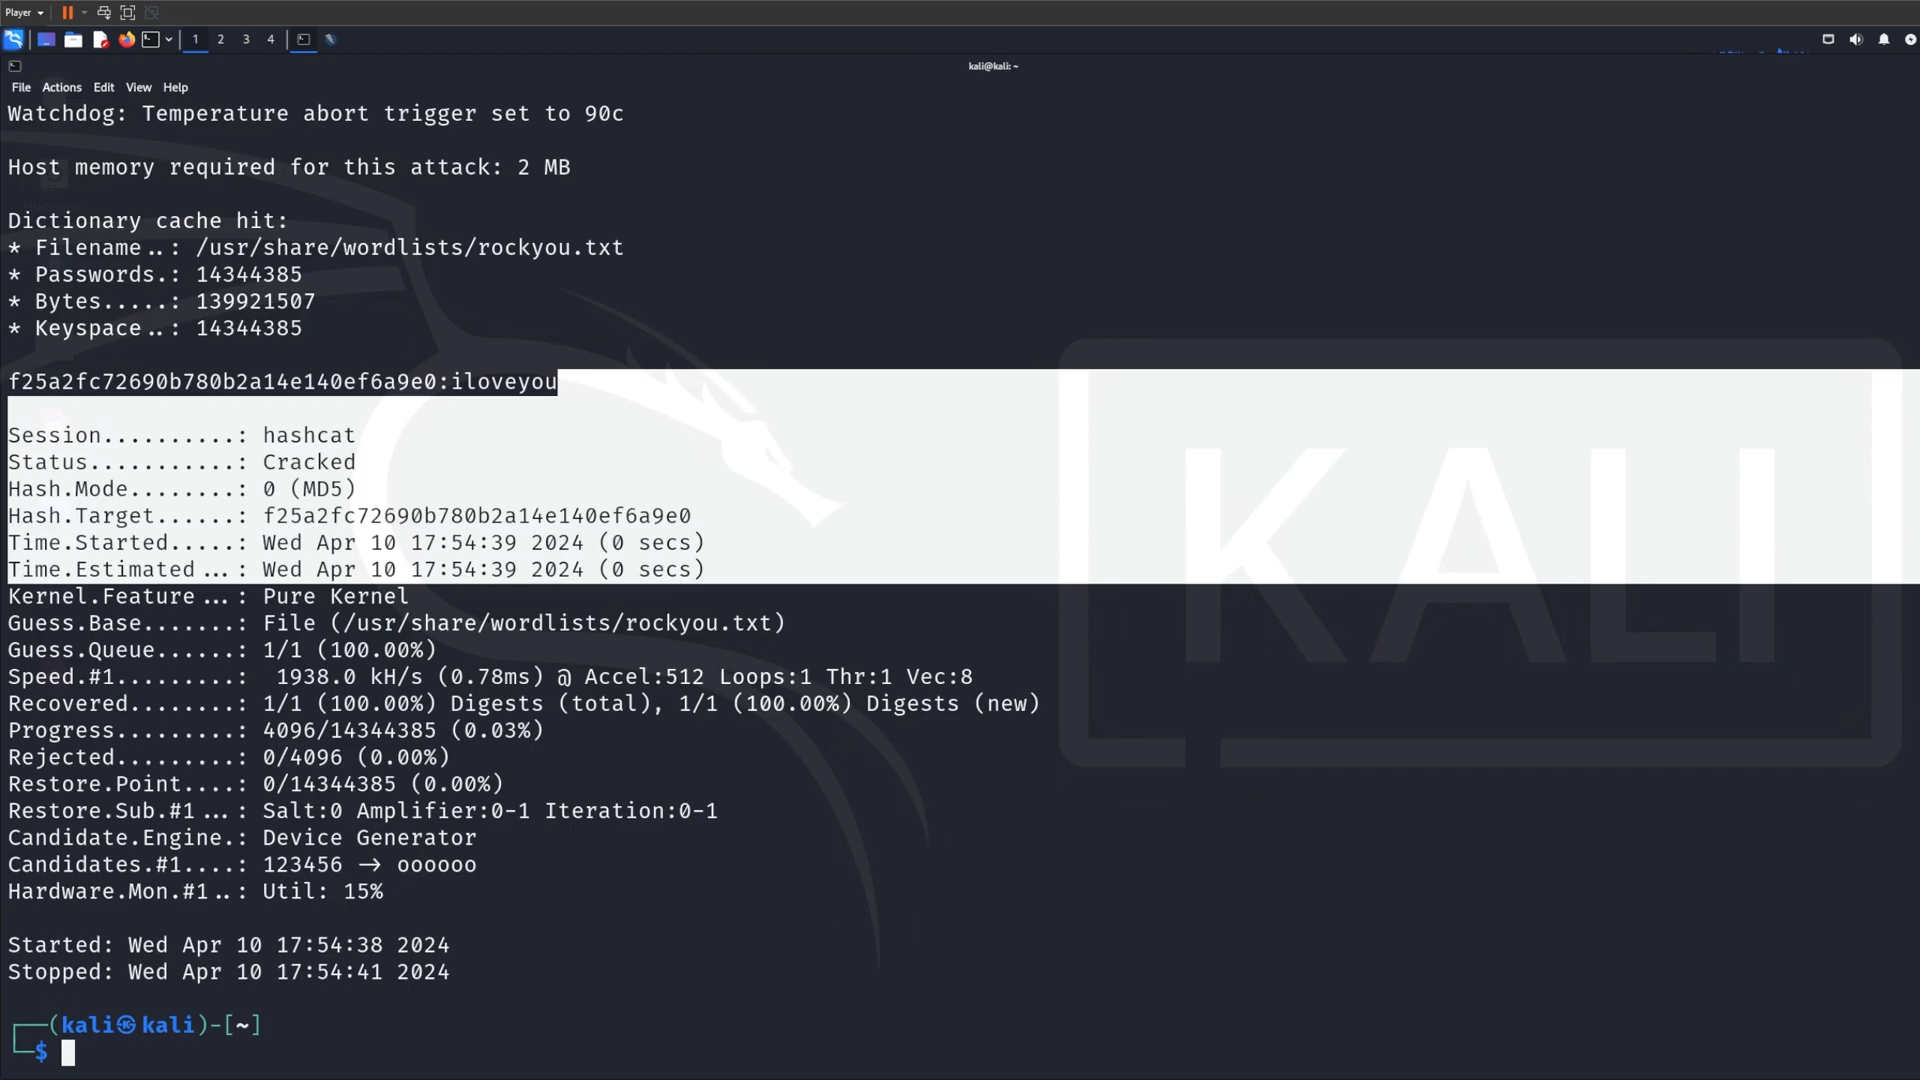 Player
1 2 3 4
kali@kali: ~
File Actions Edit View Help
Watchdog: Temperature abort trigger set to 90c
Host memory required for this attack: 2 MB
Dictionary cache hit:
* Filename..: /usr/share/wordlists/rockyou.txt
* Passwords.: 14344385
* Bytes.....: 139921507
* Keyspace..: 14344385
f25a2fc72690b780b2a14e140ef6a9e0:iloveyou
Session..........: hashcat
Status...........: Cracked
Hash.Mode........: 0 (MD5)
Hash.Target......: f25a2fc72690b780b2a14e140ef6a9e0
Time.Started.....: Wed Apr 10 17:54:39 2024 (0 secs)
Time.Estimated...: Wed Apr 10 17:54:39 2024 (0 secs)
Kernel.Feature...: Pure Kernel
Guess.Base.......: File (/usr/share/wordlists/rockyou.txt)
Guess.Queue......: 1/1 (100.00%)
Speed.#1.........:  1938.0 kH/s (0.78ms) @ Accel:512 Loops:1 Thr:1 Vec:8
Recovered........: 1/1 (100.00%) Digests (total), 1/1 (100.00%) Digests (new)
Progress.........: 4096/14344385 (0.03%)
Rejected.........: 0/4096 (0.00%)
Restore.Point....: 0/14344385 (0.00%)
Restore.Sub.#1...: Salt:0 Amplifier:0-1 Iteration:0-1
Candidate.Engine.: Device Generator
Candidates.#1....: 123456 -> oooooo
Hardware.Mon.#1..: Util: 15%
Started: Wed Apr 10 17:54:38 2024
Stopped: Wed Apr 10 17:54:41 2024
┌──(kali㉿kali)-[~]
└─$
KALI